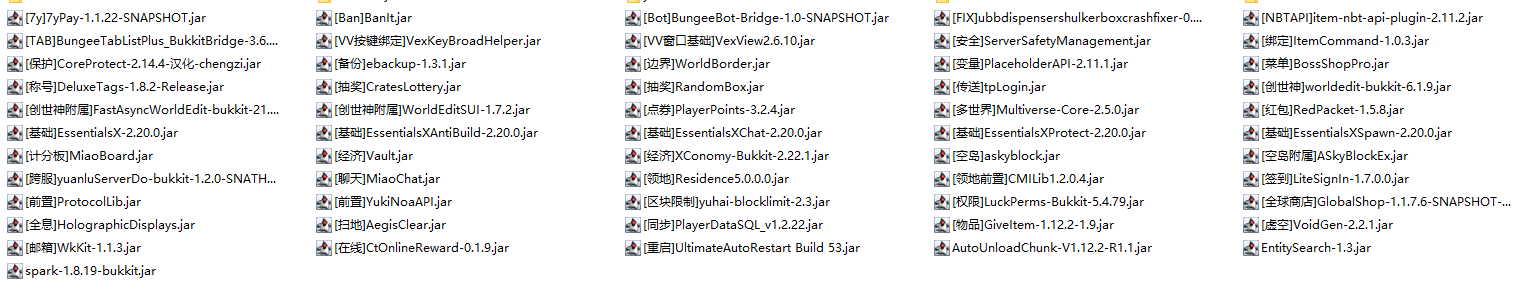 [7y]7yPay-1.1.22-SNAPSHOT.jar
[Ban]BanIt.jar
[Bot]BungeeBot-Bridge-1.0-SNAPSHOT.jar
[FIX]ubbdispensershulkerboxcrashfixer-0....
[NBTAPI]item-nbt-api-plugin-2.11.2.jar
[TAB]BungeeTabListPlus_BukkitBridge-3.6....
[VV按键绑定]VexKeyBroadHelper.jar
[VV窗口基础]VexView2.6.10.jar
[安全]ServerSafetyManagement.jar
[绑定]ItemCommand-1.0.3.jar
[保护]CoreProtect-2.14.4-汉化-chengzi.jar
[备份]ebackup-1.3.1.jar
[边界]WorldBorder.jar
[变量]PlaceholderAPI-2.11.1.jar
[菜单]BossShopPro.jar
[称号]DeluxeTags-1.8.2-Release.jar
[抽奖]CratesLottery.jar
[抽奖]RandomBox.jar
[传送]tpLogin.jar
[创世神]worldedit-bukkit-6.1.9.jar
[创世神附属]FastAsyncWorldEdit-bukkit-21....
[创世神附属]WorldEditSUI-1.7.2.jar
[点券]PlayerPoints-3.2.4.jar
[多世界]Multiverse-Core-2.5.0.jar
[红包]RedPacket-1.5.8.jar
[基础]EssentialsX-2.20.0.jar
[基础]EssentialsXAntiBuild-2.20.0.jar
[基础]EssentialsXChat-2.20.0.jar
[基础]EssentialsXProtect-2.20.0.jar
[基础]EssentialsXSpawn-2.20.0.jar
[计分板]MiaoBoard.jar
[经济]Vault.jar
[经济]XConomy-Bukkit-2.22.1.jar
[空岛]askyblock.jar
[空岛附属]ASkyBlockEx.jar
[跨服]yuanluServerDo-bukkit-1.2.0-SNATH...
[聊天]MiaoChat.jar
[领地]Residence5.0.0.0.jar
[领地前置]CMILib1.2.0.4.jar
[签到]LiteSignIn-1.7.0.0.jar
[前置]ProtocolLib.jar
[前置]YukiNoaAPI.jar
[区块限制]yuhai-blocklimit-2.3.jar
[权限]LuckPerms-Bukkit-5.4.79.jar
[全球商店]GlobalShop-1.1.7.6-SNAPSHOT-...
[全息]HolographicDisplays.jar
[扫地]AegisClear.jar
[同步]PlayerDataSQL_v1.2.22.jar
[物品]GiveItem-1.12.2-1.9.jar
[虚空]VoidGen-2.2.1.jar
[邮箱]WkKit-1.1.3.jar
[在线]CtOnlineReward-0.1.9.jar
[重启]UltimateAutoRestart Build 53.jar
AutoUnloadChunk-V1.12.2-R1.1.jar
EntitySearch-1.3.jar
spark-1.8.19-bukkit.jar